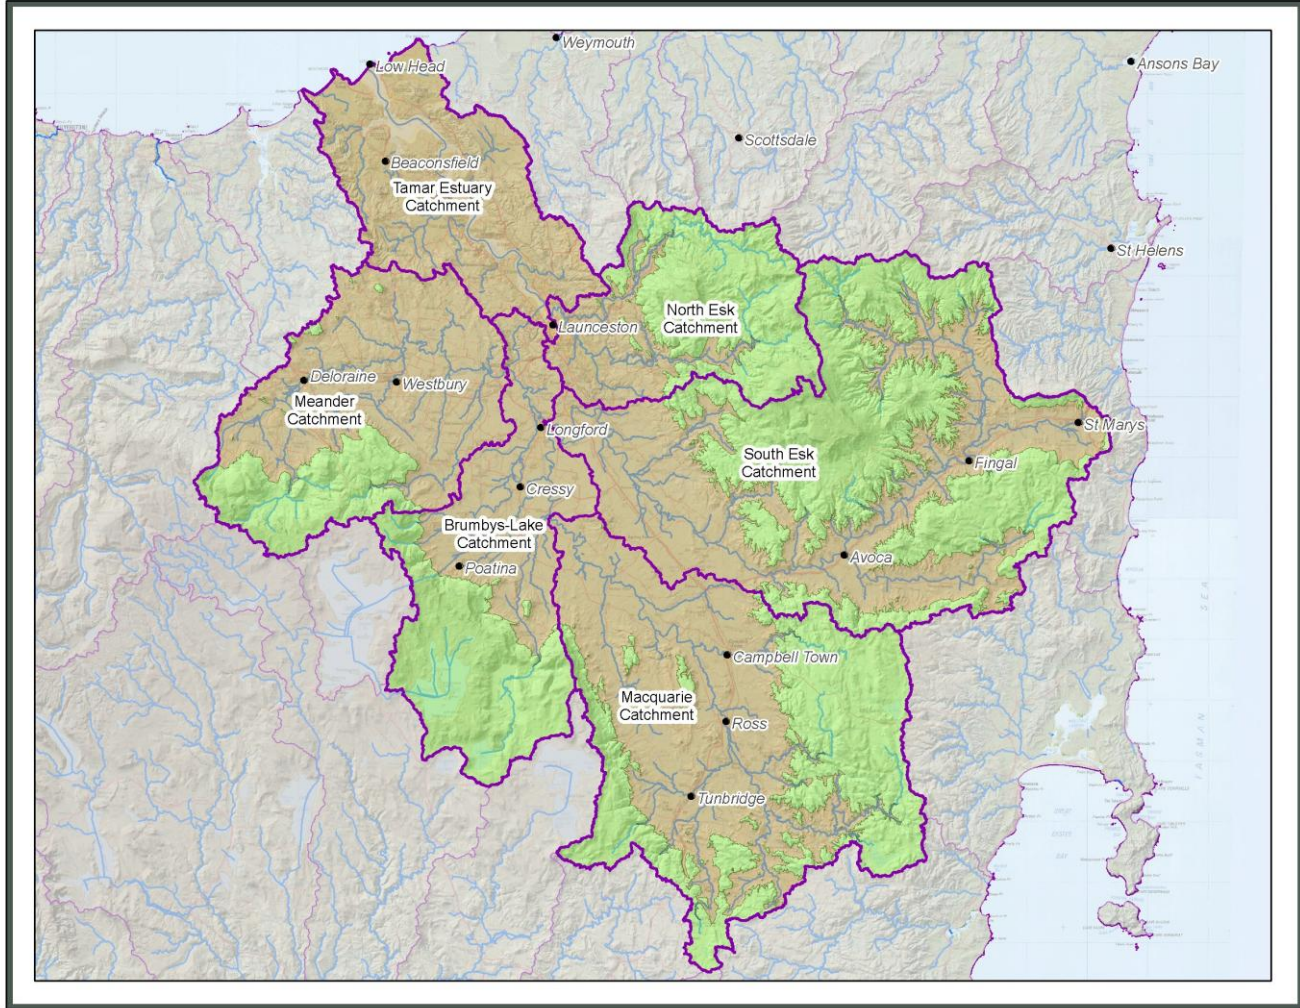 Weymouth
Low Head
Ansons Bay
Scottsdale
Beaconsfield
Tamar Estuary
Catchment
St Helens
North Esk
Catchment
Launceston
Deloraine
Westbury
Meander
Catchment
St Marys
Longford
South Esk
Catchment
Fingal
Cressy
Brumbys-Lake
Catchment
Avoca
Poatina
Campbell Town
Macquarie
Catchment
Ross
Tunbridge
TASMAN
SEA